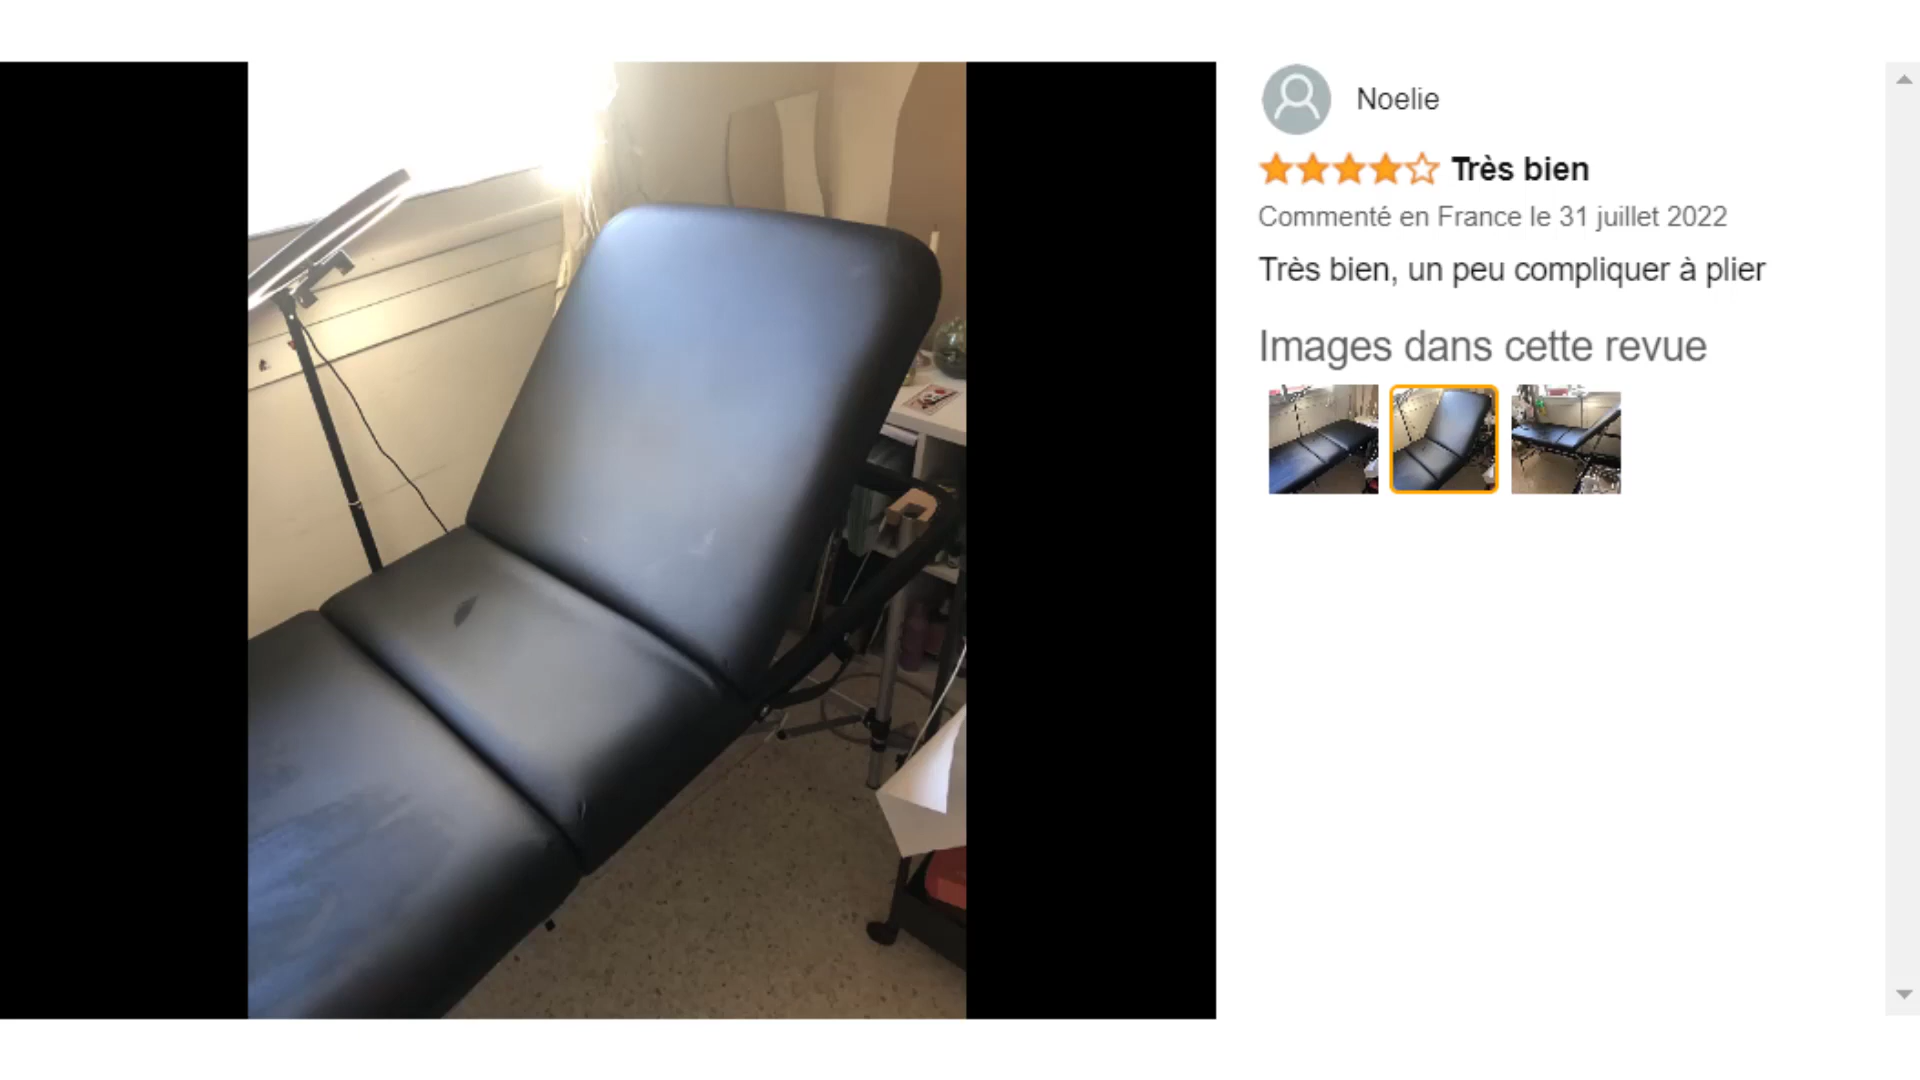 Noelie
Très bien
Commenté en France le 31 juillet 2022
Très bien, un peu compliquer à plier
Images dans cette revue